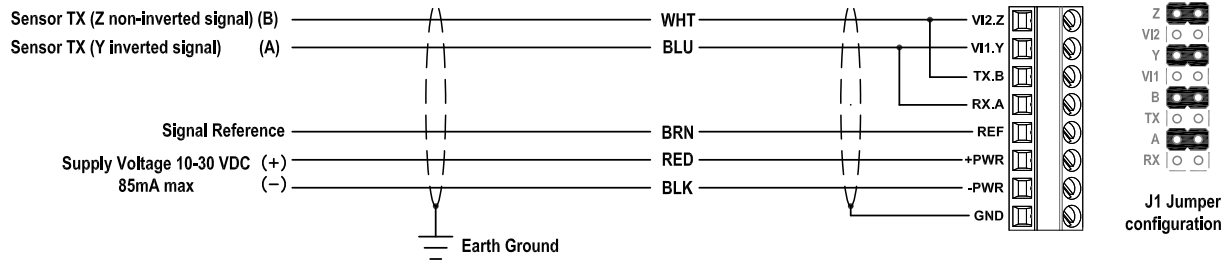 Sensor TX (Z non-inverted signal) (B)
WHT
VI2.Z
Sensor TX (Y inverted signal) (A)
BLU
VI1.Y
TX.B
RX.A
Signal Reference
BRN
REF
Supply Voltage 10-30 VDC (+)
RED
+PWR
85mA max (−)
BLK
-PWR
GND
Earth Ground
Z
VI2
Y
VI1
B
TX
A
RX
J1 Jumper
configuration